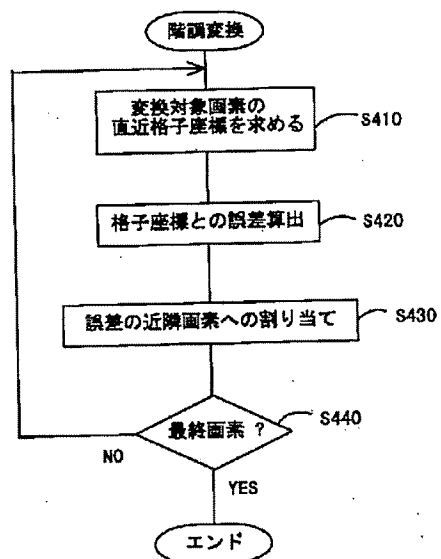 階調変換
変換対象画素の
直近格子座標を求める
S410
格子座標との誤差算出
S420
誤差の近隣画素への割り当て
S430
最終画素 ?
S440
NO
YES
エンド